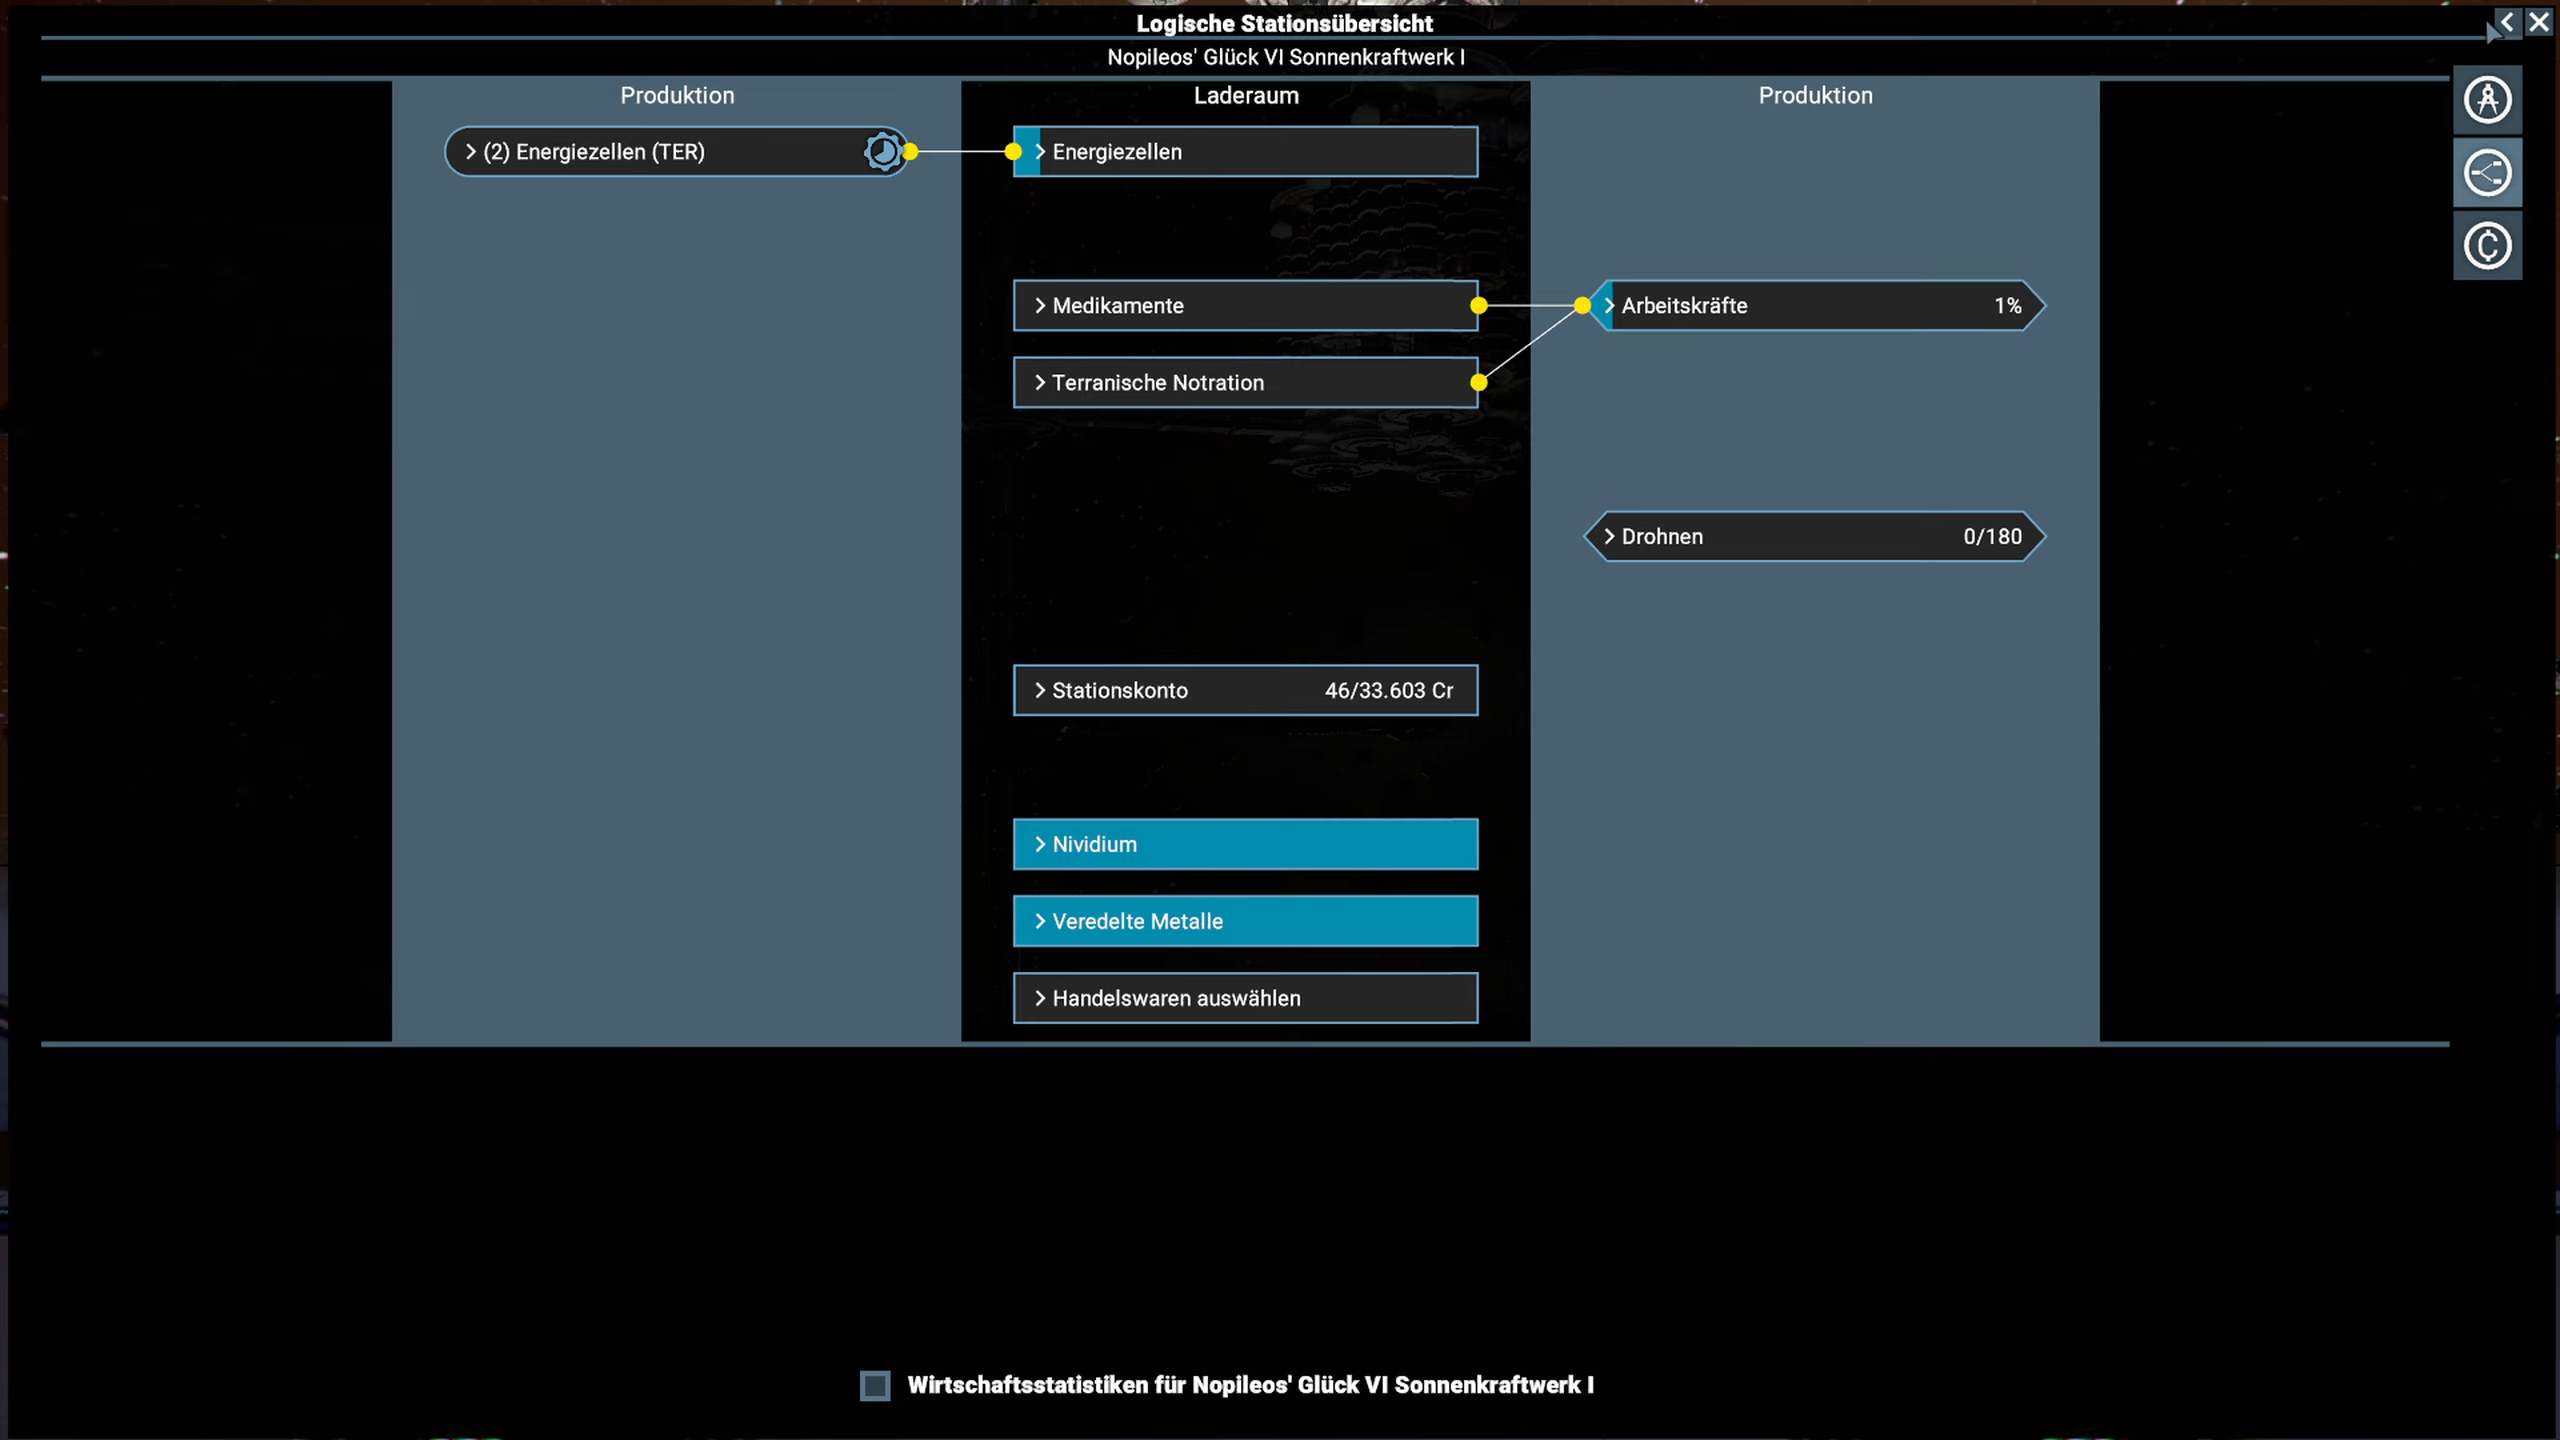 Logische Stationsübersicht
Nopileos' Glück VI Sonnenkraftwerk I
Produktion
Laderaum
Produktion
(2) Energiezellen (TER)
Energiezellen
Medikamente
Arbeitskräfte 1%
Terranische Notration
Drohnen 0/180
Stationskonto 46/33.603 Cr
Nividium
Veredelte Metalle
Handelswaren auswählen
Wirtschaftsstatistiken für Nopileos' Glück VI Sonnenkraftwerk I